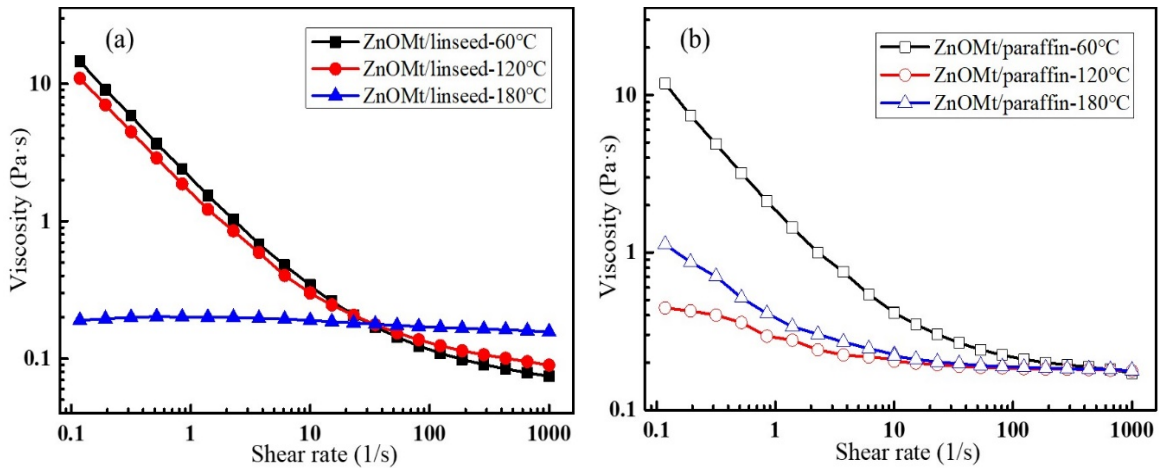 (a)
ZnOMt/linseed-60℃
ZnOMt/linseed-120℃
ZnOMt/linseed-180℃
10
1
0.1
Viscosity (Pa·s)
0.1 1 10 100 1000
Shear rate (1/s)
(b)
ZnOMt/paraffin-60℃
ZnOMt/paraffin-120℃
ZnOMt/paraffin-180℃
10
1
0.1
Viscosity (Pa·s)
0.1 1 10 100 1000
Shear rate (1/s)